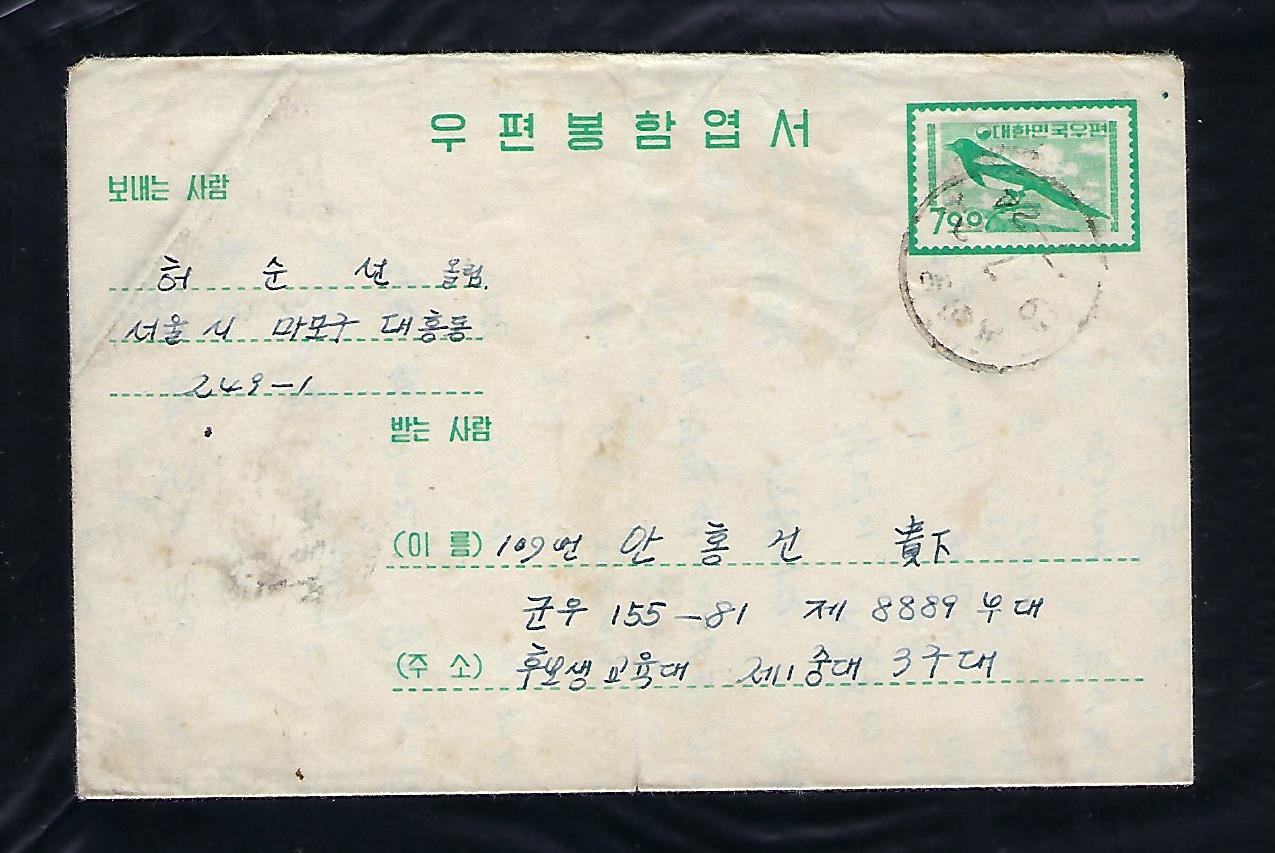 우편봉함엽서
대한민국우편
700
보내는 사람
허 순 선 올림.
서울시 마포구 대흥동
249-1
받는 사람
(이 름) 109번 안 홍 건 貴下
군우 155-81 제 8889 부대
(주 소) 후보생 교육대 제1중대 3구대